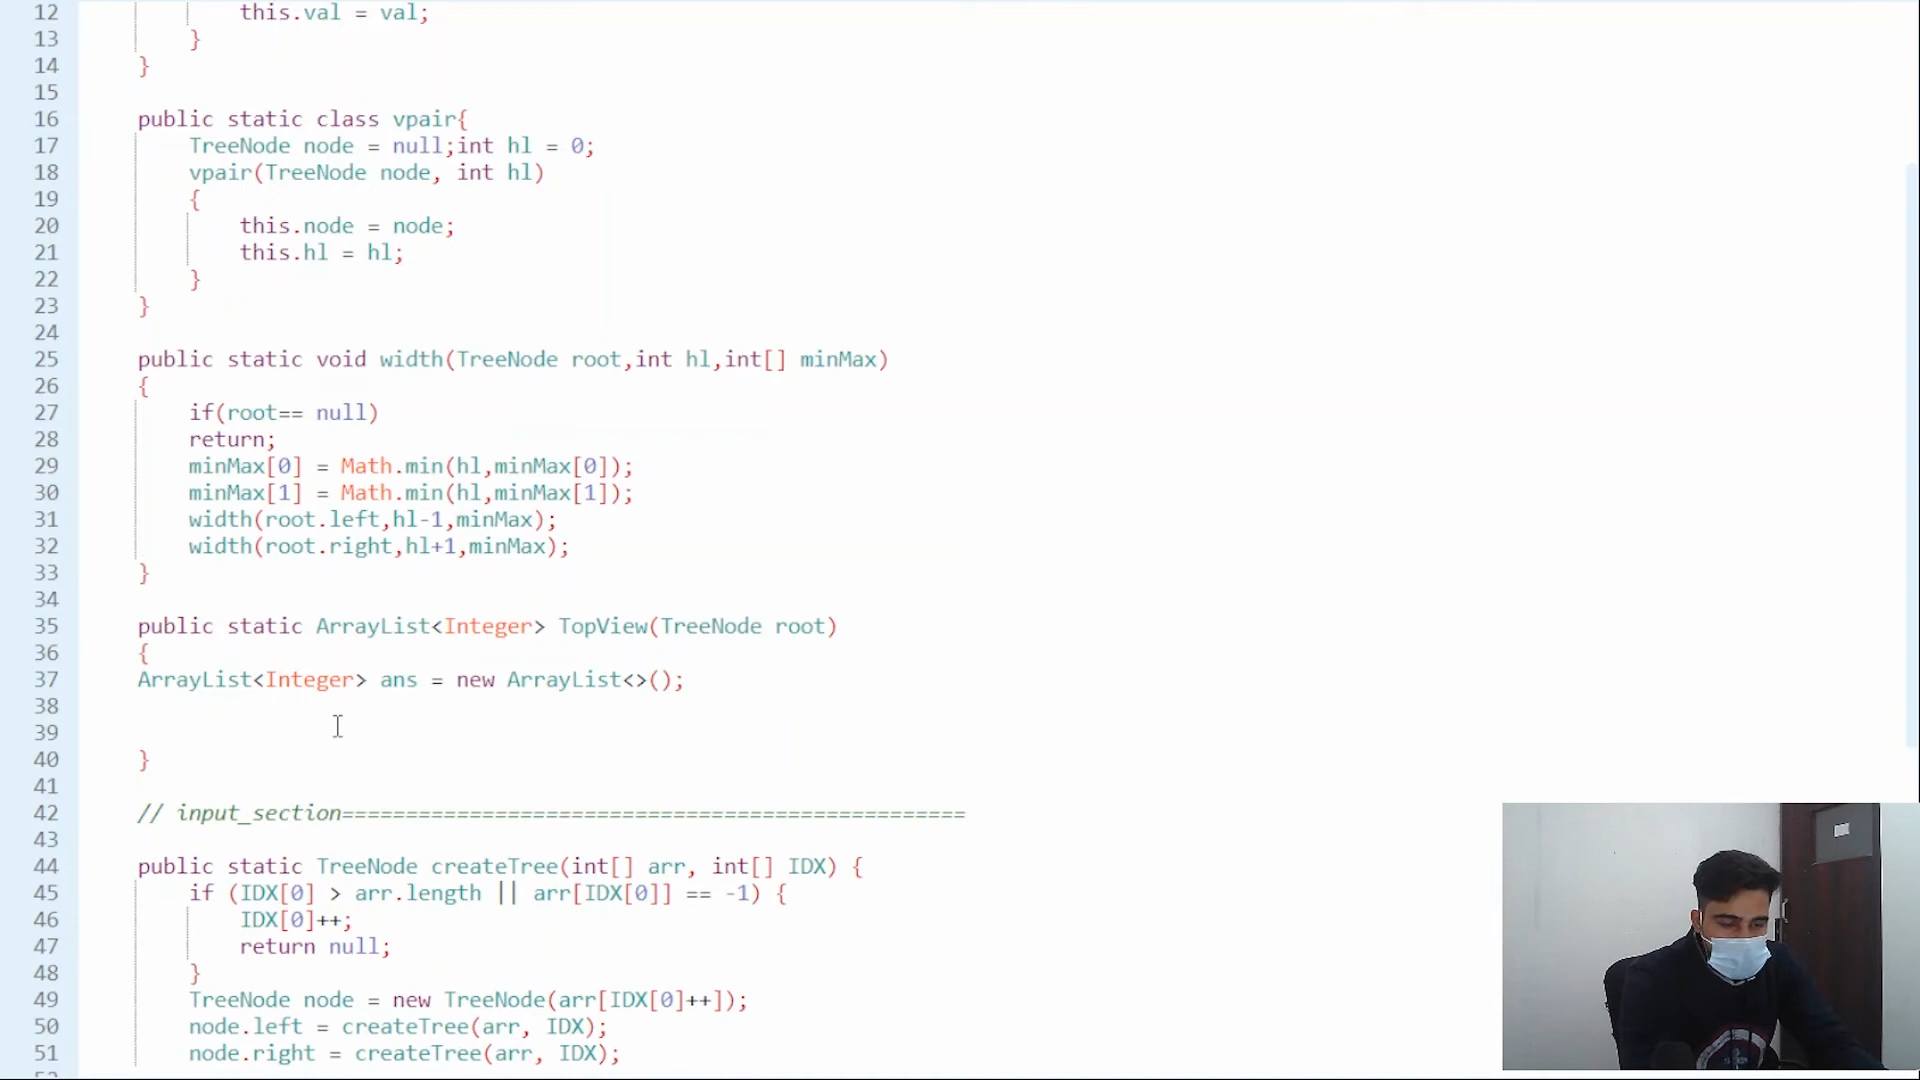 12 this.val = val;
13 }
14 }
15
16 public static class vpair{
17 TreeNode node = null;int hl = 0;
18 vpair(TreeNode node, int hl)
19 {
20 this.node = node;
21 this.hl = hl;
22 }
23 }
24
25 public static void width(TreeNode root,int hl,int[] minMax)
26 {
27 if(root== null)
28 return;
29 minMax[0] = Math.min(hl,minMax[0]);
30 minMax[1] = Math.min(hl,minMax[1]);
31 width(root.left,hl-1,minMax);
32 width(root.right,hl+1,minMax);
33 }
34
35 public static ArrayList<Integer> TopView(TreeNode root)
36 {
37 ArrayList<Integer> ans = new ArrayList<>();
38
39
40 }
41
42 // input_section=================================================
43
44 public static TreeNode createTree(int[] arr, int[] IDX) {
45 if (IDX[0] > arr.length || arr[IDX[0]] == -1) {
46 IDX[0]++;
47 return null;
48 }
49 TreeNode node = new TreeNode(arr[IDX[0]++]);
50 node.left = createTree(arr, IDX);
51 node.right = createTree(arr, IDX);